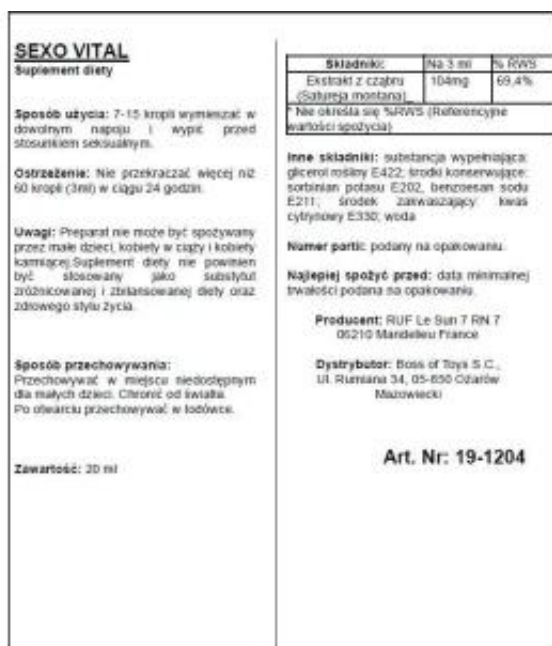 SEXO VITAL
Suplement diety
Sposób użycia: 7-15 kropli wymieszać w
dowolnym napoju i wypić przed
stosunkiem seksualnym.
Ostrzeżenie: Nie przekraczać więcej niż
60 kropli (3ml) w ciągu 24 godzin.
Uwagi: Preparat nie może być spożywany
przez małe dzieci, kobiety w ciąży i kobiety
karmiącej.Suplement diety nie powinien
być stosowany jako substytut
zróżnicowanej i zbilansowanej diety oraz
zdrowego stylu życia.
Sposób przechowywania:
Przechowywać w miejscu niedostępnym
dla małych dzieci. Chronić od światła.
Po otwarciu przechowywać w lodówce.
Zawartość: 20 ml
Składniki: Na 3 ml % RWS
Ekstrakt z cząbru 104mg 69,4%
(Satureja montana)
* Nie określa się %RWS (Referencyjne
wartości spożycia)
Inne składniki: substancja wypełniająca:
glicerol roślinny E422; środki konserwujące:
sorbinian potasu E202, benzoesan sodu
E211; środek zakwaszający: kwas
cytrynowy E330; woda
Numer partii: podany na opakowaniu.
Najlepiej spożyć przed: data minimalnej
trwałości podana na opakowaniu.
Producent: RUF Le Sun 7 RN 7
06210 Mandelieu France
Dystrybutor: Boss of Toys S.C.,
Ul. Rumiana 34, 05-850 Ożarów
Mazowiecki
Art. Nr: 19-1204